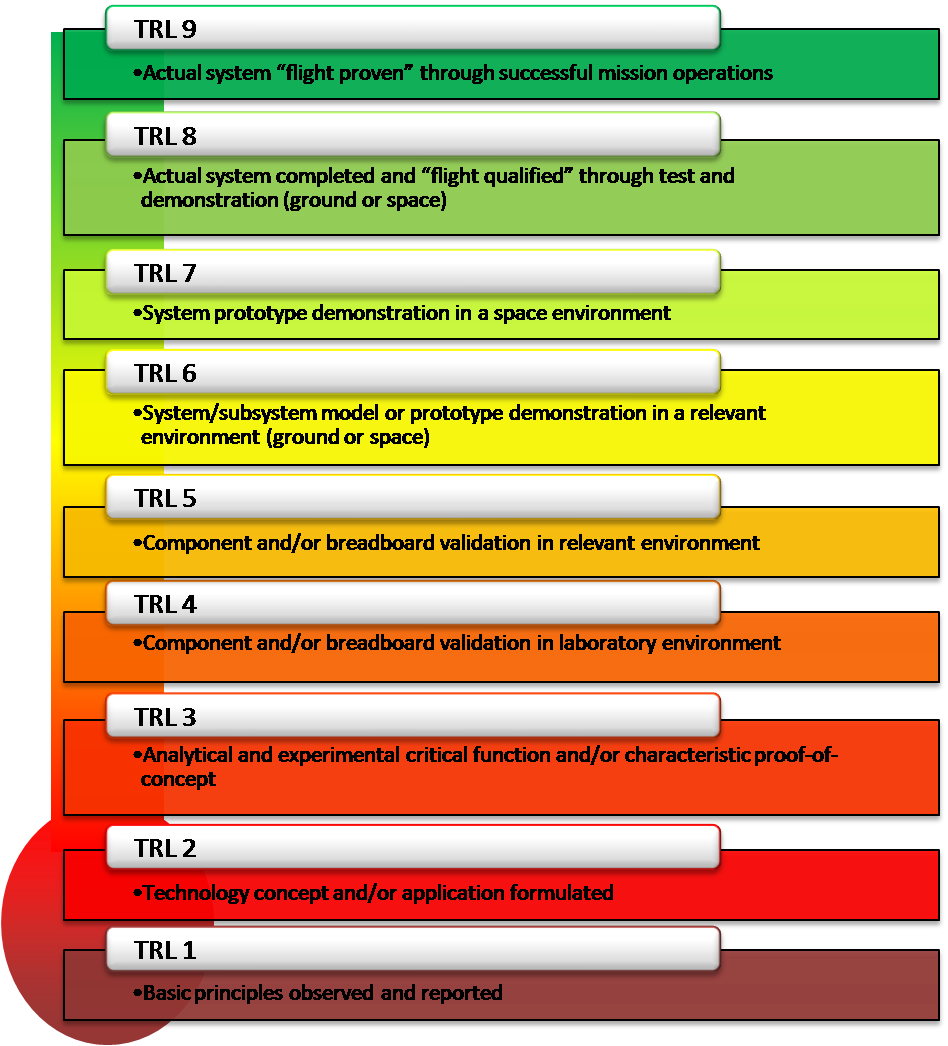 TRL 9
•Actual system “flight proven” through successful mission operations
TRL 8
•Actual system completed and “flight qualified” through test and
demonstration (ground or space)
TRL 7
•System prototype demonstration in a space environment
TRL 6
•System/subsystem model or prototype demonstration in a relevant
environment (ground or space)
TRL 5
•Component and/or breadboard validation in relevant environment
TRL 4
•Component and/or breadboard validation in laboratory environment
TRL 3
•Analytical and experimental critical function and/or characteristic proof-of-
concept
TRL 2
•Technology concept and/or application formulated
TRL 1
•Basic principles observed and reported